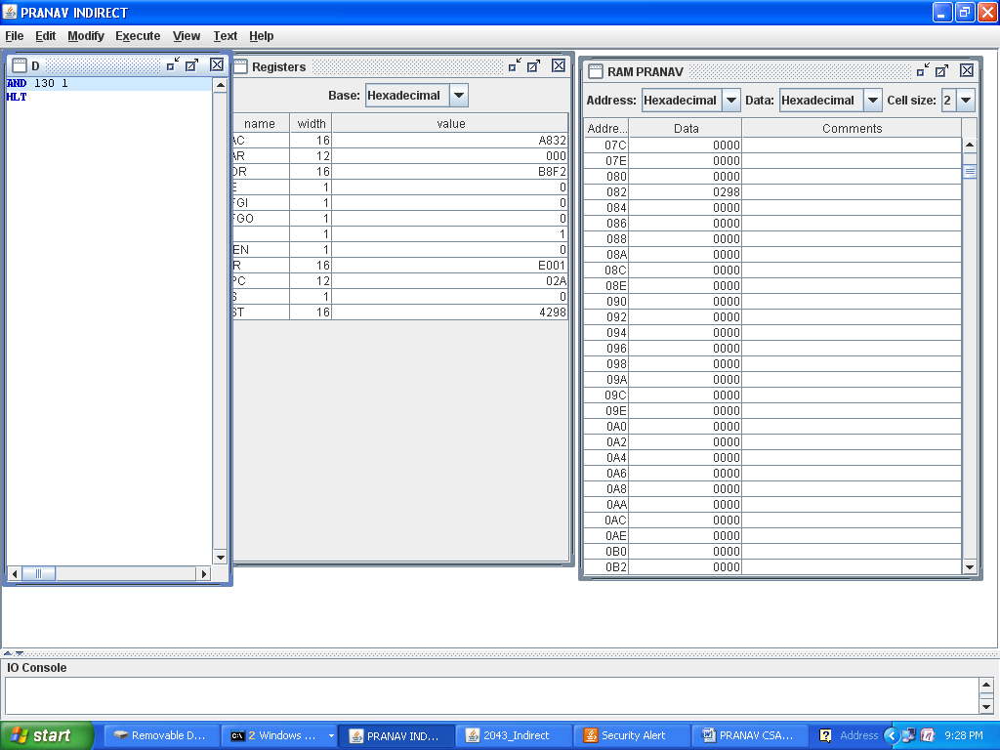 PRANAV INDIRECT
File Edit Modify Execute View Text Help
D
AND 130 1
HLT
Registers
Base: Hexadecimal
name width value
AC 16 A832
AR 12 000
DR 16 B8F2
E 1 0
FGI 1 0
FGO 1 0
1 1
EN 1 0
R 16 E001
PC 12 02A
S 1 0
ST 16 4298
RAM PRANAV
Address: Hexadecimal Data: Hexadecimal Cell size: 2
Addre... Data Comments
07C 0000
07E 0000
080 0000
082 0298
084 0000
086 0000
088 0000
08A 0000
08C 0000
08E 0000
090 0000
092 0000
094 0000
096 0000
098 0000
09A 0000
09C 0000
09E 0000
0A0 0000
0A2 0000
0A4 0000
0A6 0000
0A8 0000
0AA 0000
0AC 0000
0AE 0000
0B0 0000
0B2 0000
IO Console
start Removable D... 2 Windows ... PRANAV IND... 2043_Indirect Security Alert PRANAV CSA... Address 9:28 PM